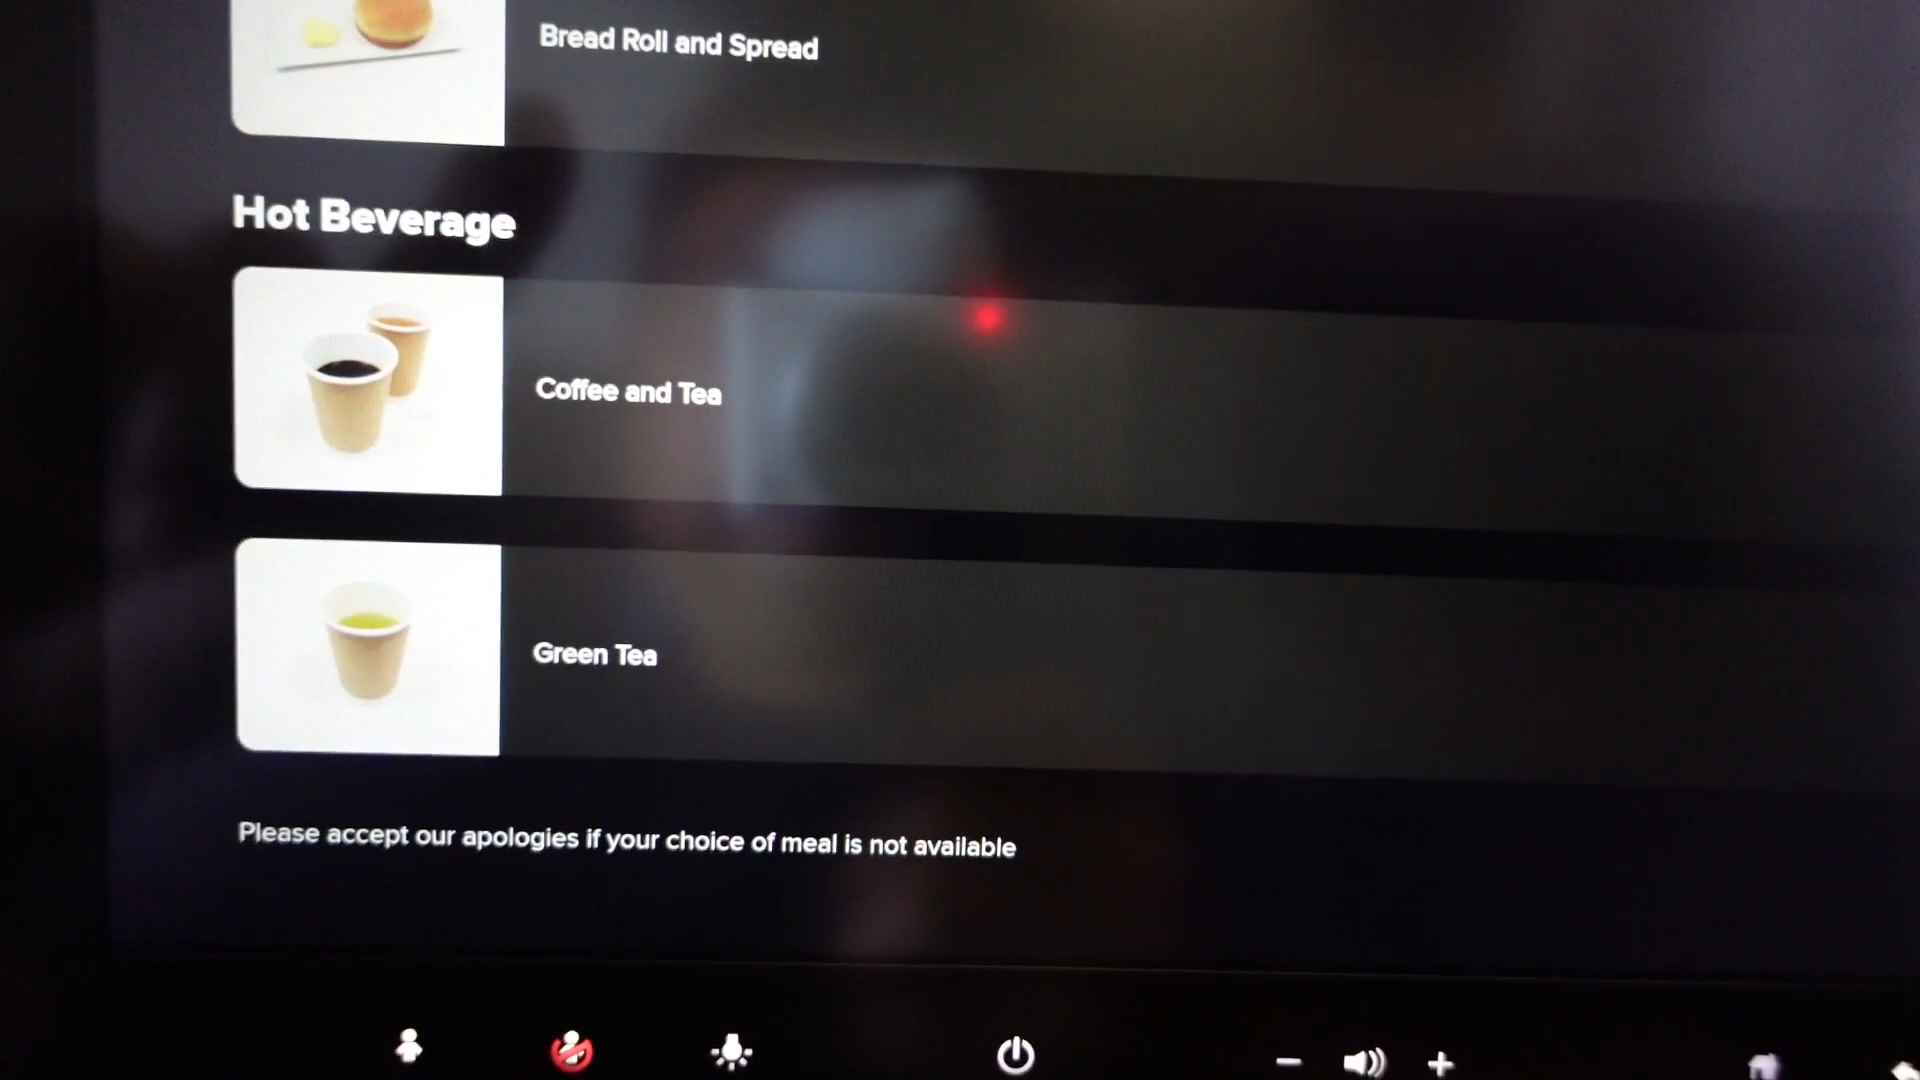 Bread Roll and Spread
Hot Beverage
Coffee and Tea
Green Tea
Please accept our apologies if your choice of meal is not available